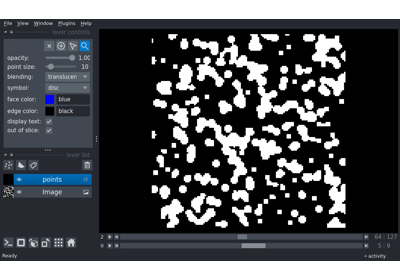 File View Window Plugins Help
layer controls
opacity: 1.00
point size: 10
blending: translucen
symbol: disc
face color: blue
edge color: black
display text:
out of slice:
layer list
points
Image
2 64 127
0 5 9
Ready activity